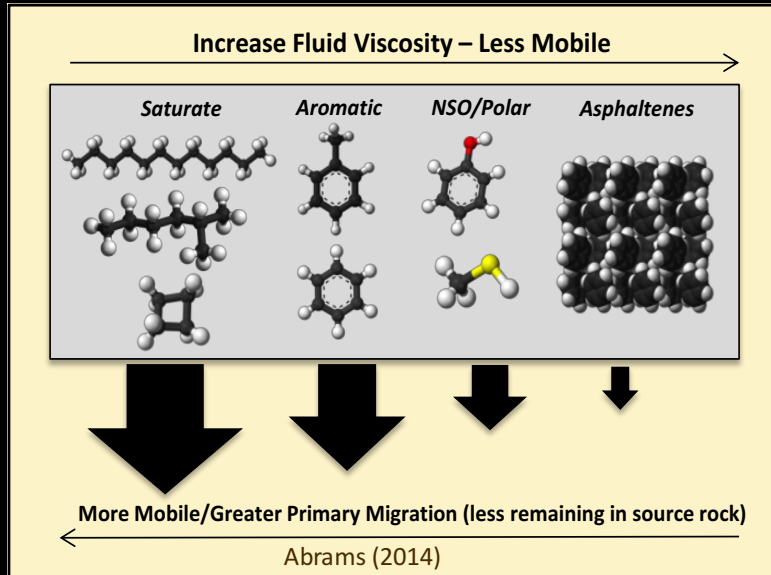 Increase Fluid Viscosity – Less Mobile
Saturate Aromatic NSO/Polar Asphaltenes
More Mobile/Greater Primary Migration (less remaining in source rock)
Abrams (2014)